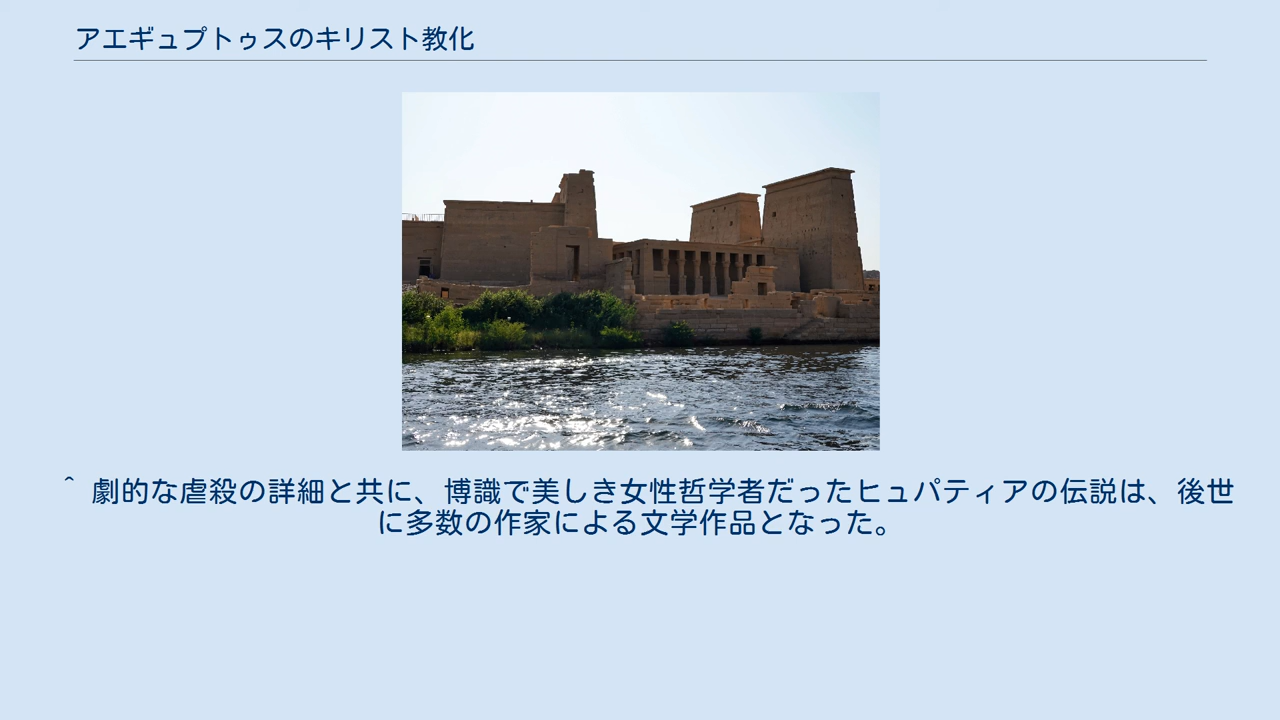 アエギュプトゥスのキリスト教化
^ 劇的な虐殺の詳細と共に、博識で美しき女性哲学者だったヒュパティアの伝説は、後世
に多数の作家による文学作品となった。